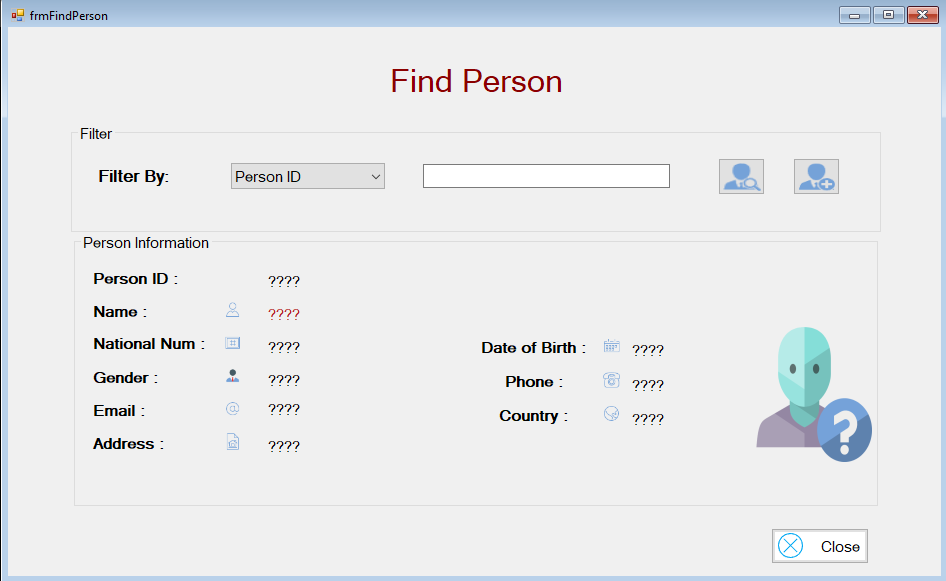 frmFindPerson
Find Person
Filter
Filter By:
Person ID
Person Information
Person ID : ????
Name : ????
National Num : ????
Date of Birth : ????
Gender : ????
Phone : ????
Email : ????
Country : ????
Address : ????
?
Close